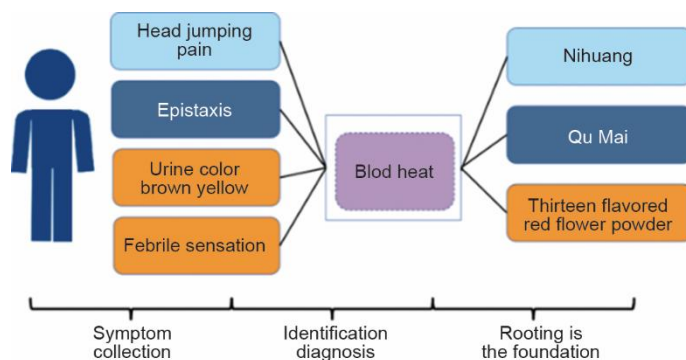 Head jumping
pain
Epistaxis
Urine color
brown yellow
Febrile sensation
Blod heat
Nihuang
Qu Mai
Thirteen flavored
red flower powder
Symptom
collection
Identification
diagnosis
Rooting is
the foundation